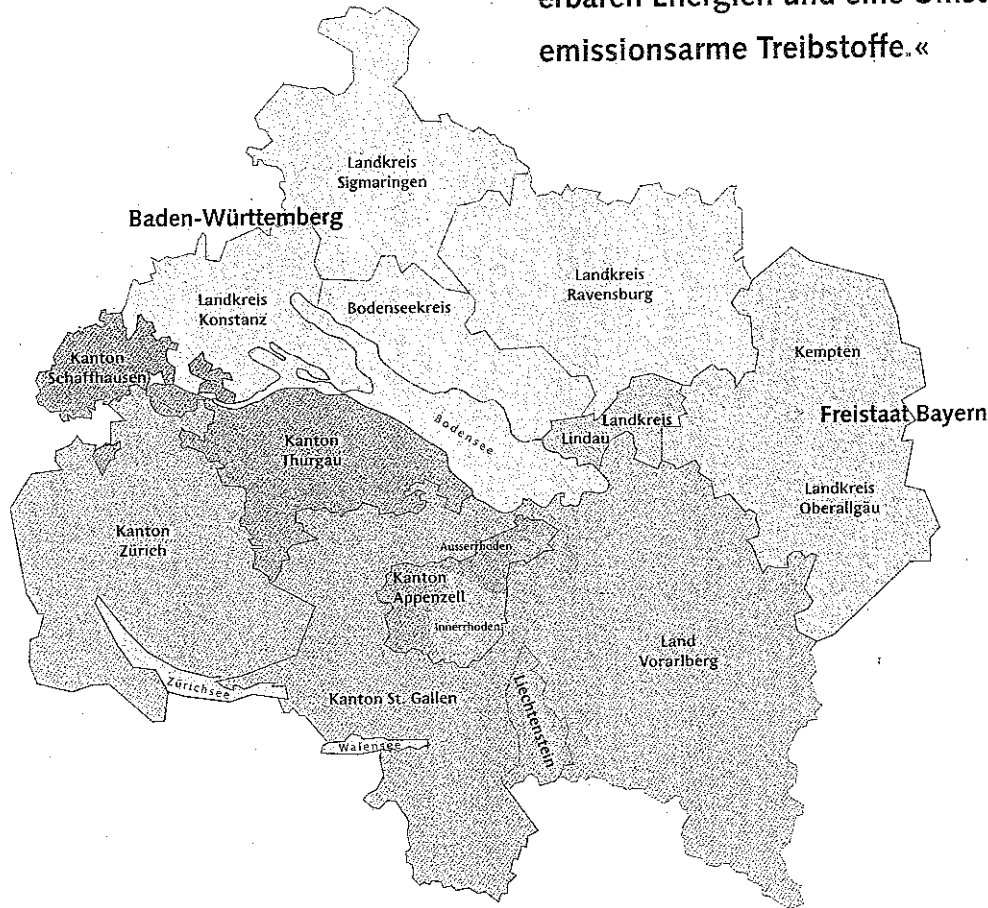 emissionsarme Treibstoffe.«
Landkreis
Sigmaringen
Baden-Württemberg
Landkreis
Konstanz
Bodenseekreis
Landkreis
Ravensburg
Kanton
Schaffhausen
Kempten
Freistaat Bayern
Landkreis
Lindau
Bodensee
Kanton
Thurgau
Landkreis
Oberallgäu
Kanton
Zürich
Ausserrhoden
Kanton
Appenzell
Innerrhoden
Land
Vorarlberg
Zürichsee
Kanton St. Gallen
Liechtenstein
Walensee